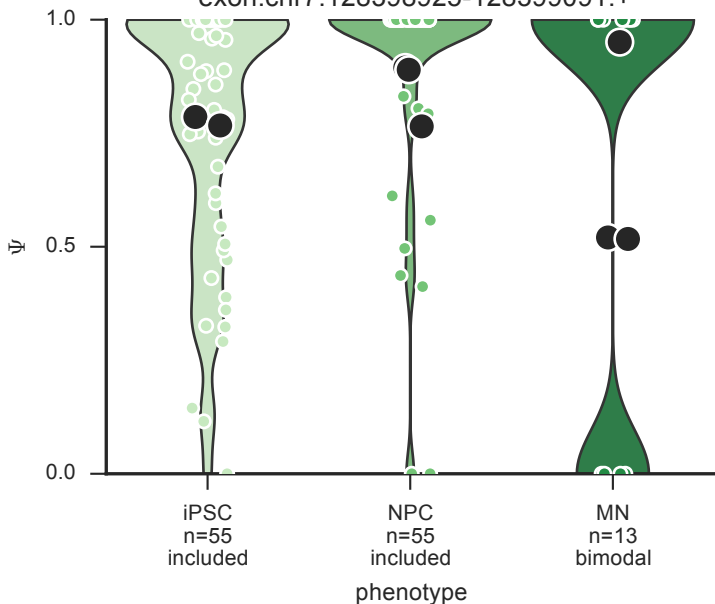 1.0
Ψ
0.5
0.0
iPSC NPC MN
n=55 n=55 n=13
included included bimodal
phenotype